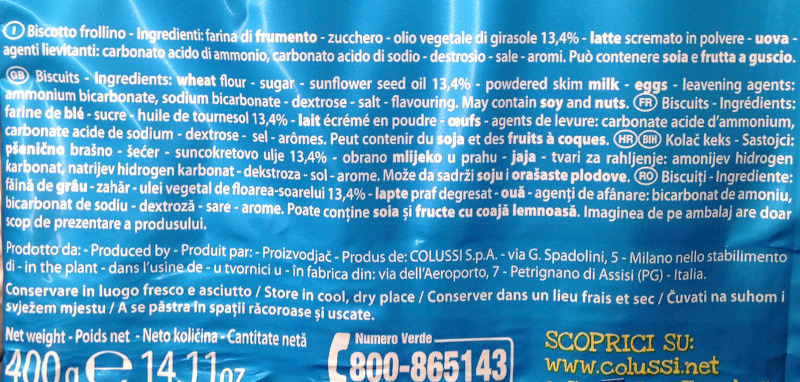 I Biscotto frollino - Ingredienti: farina di frumento - zucchero - olio vegetale di girasole 13,4% - latte scremato in polvere - uova -
agenti lievitanti: carbonato acido di ammonio, carbonato acido di sodio - destrosio - sale - aromi. Può contenere soia e frutta a guscio.
GB Biscuits - Ingredients: wheat flour - sugar - sunflower seed oil 13,4% - powdered skim milk - eggs - leavening agents:
ammonium bicarbonate, sodium bicarbonate - dextrose - salt - flavouring. May contain soy and nuts. FR Biscuits - Ingrédients:
farine de blé - sucre - huile de tournesol 13,4% - lait écrémé en poudre - œufs - agents de levure: carbonate acide d'ammonium,
carbonate acide de sodium - dextrose - sel - arômes. Peut contenir du soja et des fruits à coques. HR BIH Kolač keks - Sastojci:
pšenično brašno - šećer - suncokretovo ulje 13,4% - obrano mlijeko u prahu - jaja - tvari za rahljenje: amonijev hidrogen
karbonat, natrijev hidrogen karbonat - dekstroza - sol - arome. Može da sadrži soju i orašaste plodove. RO Biscuiţi - Ingrediente:
făină de grâu - zahăr - ulei vegetal de floarea-soarelui 13,4% - lapte praf degresat - ouă - agenţi de afânare: bicarbonat de amoniu,
bicarbonat de sodiu - dextroză - sare - arome. Poate conţine soia şi fructe cu coajă lemnoasă. Imaginea de pe ambalaj are doar
scop de prezentare a produsului.
Prodotto da: - Produced by - Produit par: - Proizvodjač - Produs de: COLUSSI S.p.A. - via G. Spadolini, 5 - Milano nello stabilimento
di - in the plant - dans l'usine de - u tvornici u - în fabrica din: via dell'Aeroporto, 7 - Petrignano di Assisi (PG) - Italia.
Conservare in luogo fresco e asciutto / Store in cool, dry place / Conserver dans un lieu frais et sec / Čuvati na suhom i
svježem mjestu / A se păstra în spaţii răcoroase şi uscate.
Net weight - Poids net - Neto količina - Cantitate netă
400 g e 14.11oz
Numero Verde
800-865143
SCOPRICI SU:
www.colussi.net